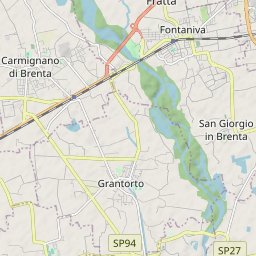 Fratta
Fontaniva
Carmignano
di Brenta
San Giorgio
in Brenta
Grantorto
SP94
SP27